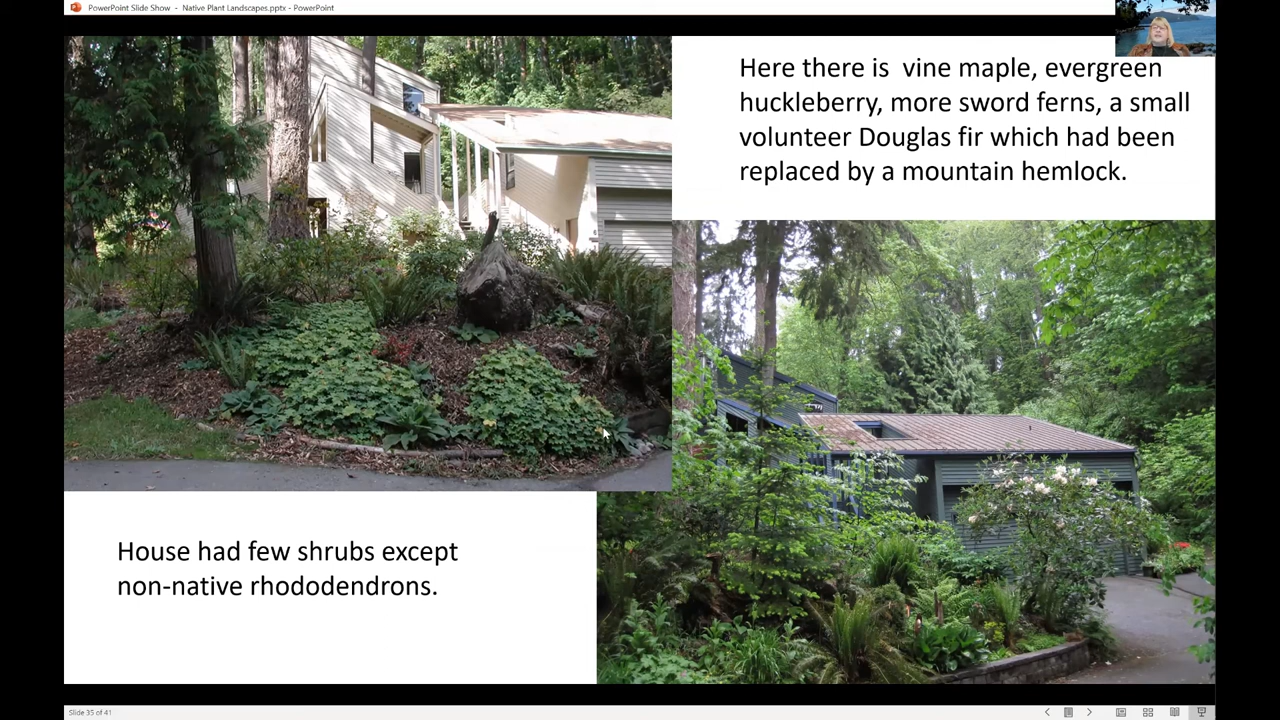 PowerPoint Slide Show - Native Plant Landscapes.pptx - PowerPoint
Here there is  vine maple, evergreen
huckleberry, more sword ferns, a small
volunteer Douglas fir which had been
replaced by a mountain hemlock.
House had few shrubs except
non-native rhododendrons.
Slide 35 of 41